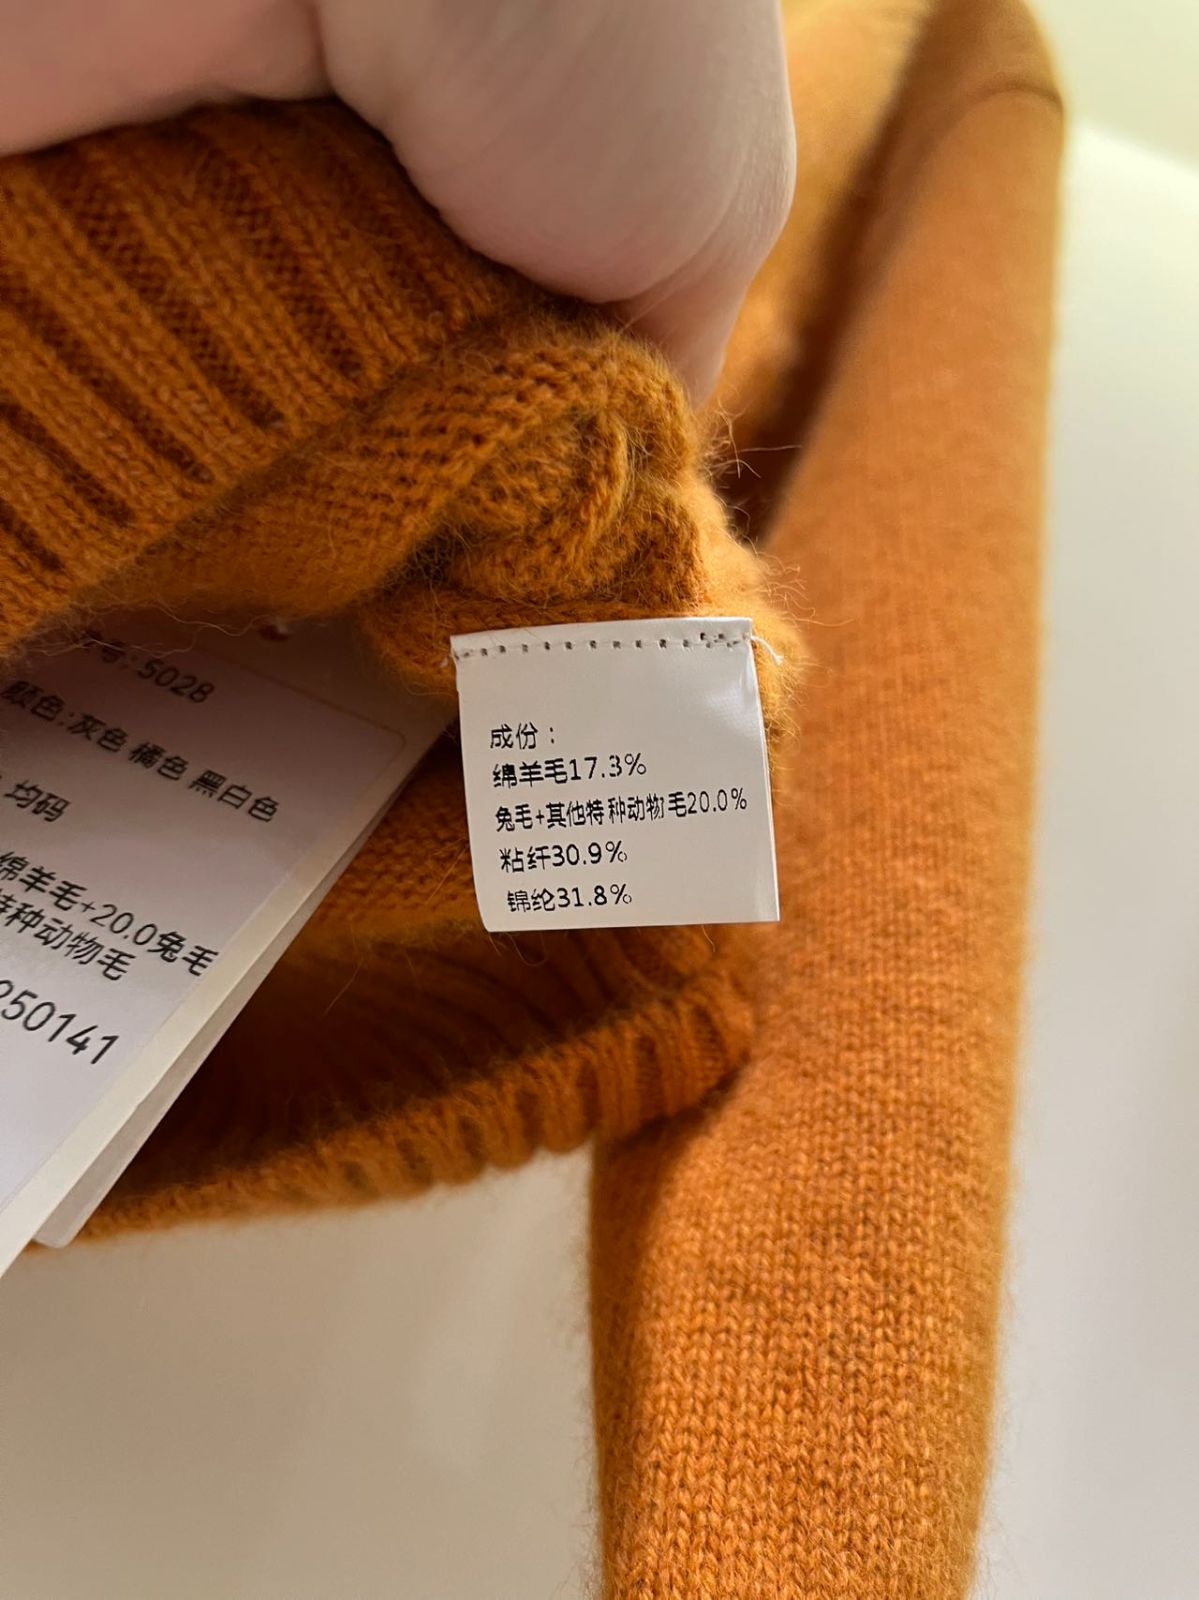 号: 5028
颜色: 灰色 橘色 黑白色
均码
绵羊毛+20.0兔毛
特种动物毛
250141
成份：
绵羊毛17.3%
兔毛+其他特种动物毛20.0%
粘纤30.9%
锦纶31.8%